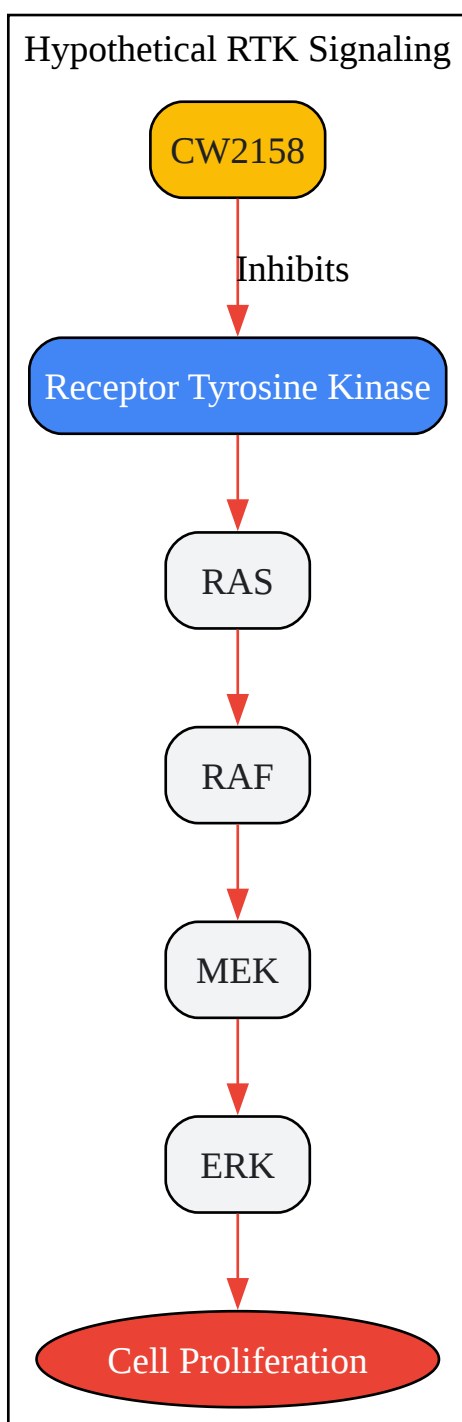 Hypothetical RTK Signaling
CW2158
Inhibits
Receptor Tyrosine Kinase
RAS
RAF
MEK
ERK
Cell Proliferation